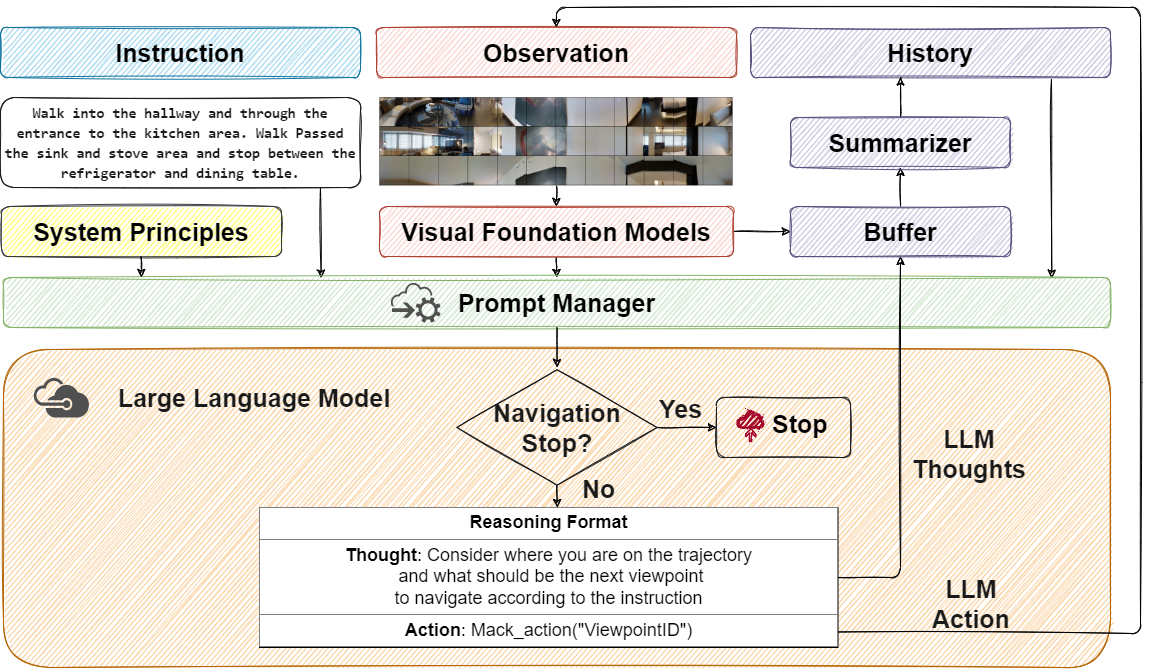 Instruction
Observation
History
Walk into the hallway and through the
entrance to the kitchen area. Walk Passed
the sink and stove area and stop between the
refrigerator and dining table.
Summarizer
System Principles
Visual Foundation Models
Buffer
Prompt Manager
Large Language Model
Navigation
Stop?
Yes
Stop
No
LLM
Thoughts
Reasoning Format
Thought: Consider where you are on the trajectory
and what should be the next viewpoint
to navigate according to the instruction
Action: Mack_action("ViewpointID")
LLM
Action